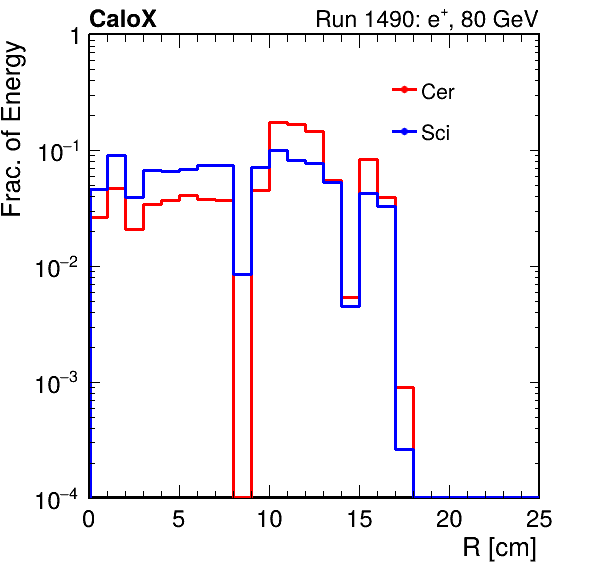 CaloX Run 1490: e⁺, 80 GeV
Frac. of Energy
1
10⁻¹
10⁻²
10⁻³
10⁻⁴
Cer
Sci
0 5 10 15 20 25
R [cm]